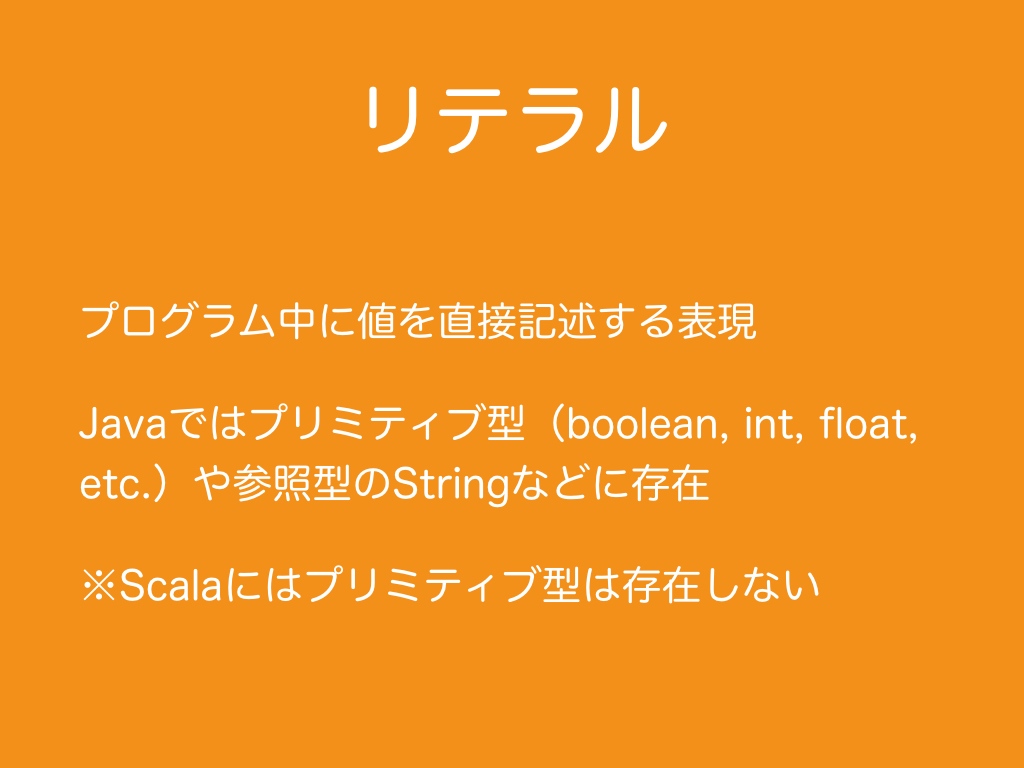 リテラル
プログラム中に値を直接記述する表現
Javaではプリミティブ型（boolean, int, float,
etc.）や参照型のStringなどに存在
※Scalaにはプリミティブ型は存在しない